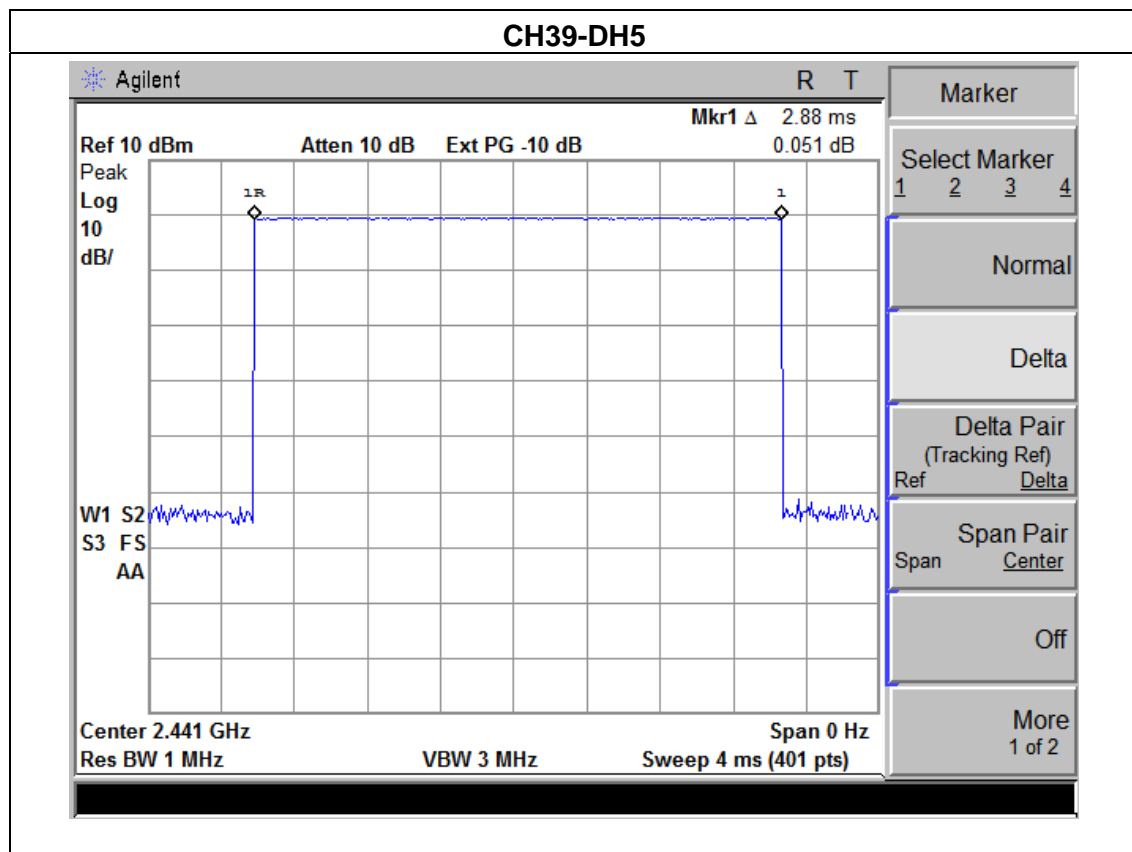 CH39-DH5
Agilent
R T
Mkr1 Δ 2.88 ms
Ref 10 dBm Atten 10 dB Ext PG -10 dB 0.051 dB
Peak
Log
10
dB/
1R
1
W1 S2
S3 FS
AA
Center 2.441 GHz Span 0 Hz
Res BW 1 MHz VBW 3 MHz Sweep 4 ms (401 pts)
Marker
Select Marker
1 2 3 4
Normal
Delta
Delta Pair
(Tracking Ref)
Ref Delta
Span Pair
Span Center
Off
More
1 of 2